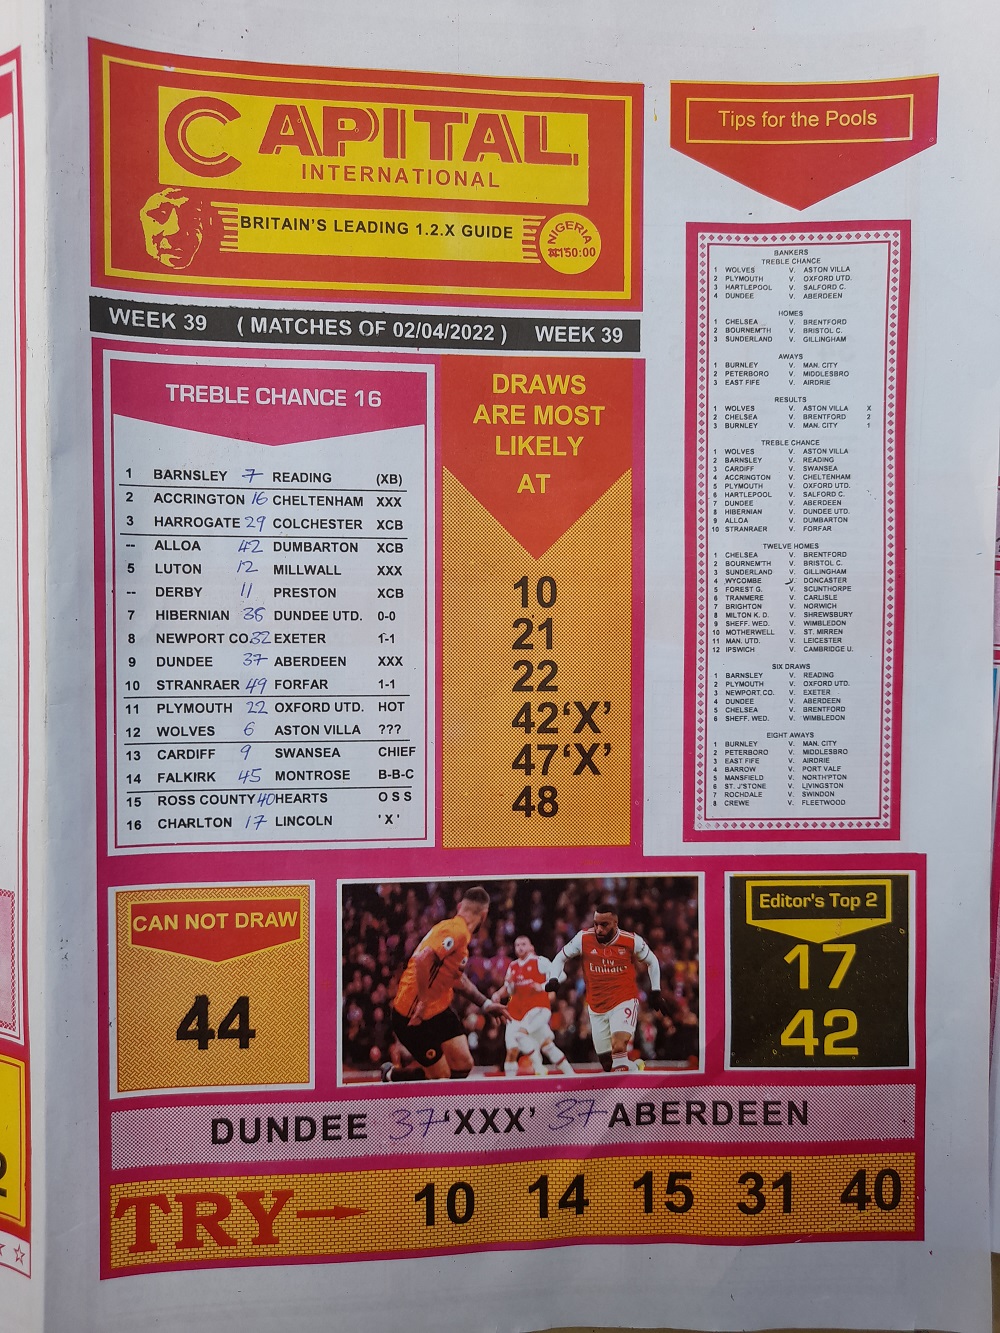 CAPITAL
INTERNATIONAL
BRITAIN'S LEADING 1.2.X GUIDE
NIGERIA
₦150:00
WEEK 39 ( MATCHES OF 02/04/2022 ) WEEK 39
TREBLE CHANCE 16
1 BARNSLEY 7 READING (XB)
2 ACCRINGTON 16 CHELTENHAM XXX
3 HARROGATE 29 COLCHESTER XCB
-- ALLOA 42 DUMBARTON XCB
5 LUTON 12 MILLWALL XXX
-- DERBY 11 PRESTON XCB
7 HIBERNIAN 38 DUNDEE UTD. 0-0
8 NEWPORT CO. 32 EXETER 1-1
9 DUNDEE 37 ABERDEEN XXX
10 STRANRAER 49 FORFAR 1-1
11 PLYMOUTH 22 OXFORD UTD. HOT
12 WOLVES 6 ASTON VILLA ???
13 CARDIFF 9 SWANSEA CHIEF
14 FALKIRK 45 MONTROSE B-B-C
15 ROSS COUNTY 40 HEARTS O S S
16 CHARLTON 17 LINCOLN 'X'
DRAWS
ARE MOST
LIKELY
AT
10
21
22
42'X'
47'X'
48
Tips for the Pools
BANKERS
TREBLE CHANCE
1 WOLVES V. ASTON VILLA
2 PLYMOUTH V. OXFORD UTD.
3 HARTLEPOOL V. SALFORD C.
4 DUNDEE V. ABERDEEN
HOMES
1 CHELSEA V. BRENTFORD
2 BOURNEM'TH V. BRISTOL C.
3 SUNDERLAND V. GILLINGHAM
AWAYS
1 BURNLEY V. MAN. CITY
2 PETERBORO V. MIDDLESBRO
3 EAST FIFE V. AIRDRIE
RESULTS
1 WOLVES V. ASTON VILLA X
2 CHELSEA V. BRENTFORD 2
3 BURNLEY V. MAN. CITY 1
TREBLE CHANCE
1 WOLVES V. ASTON VILLA
2 BARNSLEY V. READING
3 CARDIFF V. SWANSEA
4 ACCRINGTON V. CHELTENHAM
5 PLYMOUTH V. OXFORD UTD.
6 HARTLEPOOL V. SALFORD C.
7 DUNDEE V. ABERDEEN
8 HIBERNIAN V. DUNDEE UTD.
9 ALLOA V. DUMBARTON
10 STRANRAER V. FORFAR
TWELVE HOMES
1 CHELSEA V. BRENTFORD
2 BOURNEM'TH V. BRISTOL C.
3 SUNDERLAND V. GILLINGHAM
4 WYCOMBE V. DONCASTER
5 FOREST G. V. SCUNTHORPE
6 TRANMERE V. CARLISLE
7 BRIGHTON V. NORWICH
8 MILTON K. D. V. SHREWSBURY
9 SHEFF. WED. V. WIMBLEDON
10 MOTHERWELL V. ST. MIRREN
11 MAN. UTD. V. LEICESTER
12 IPSWICH V. CAMBRIDGE U.
SIX DRAWS
1 BARNSLEY V. READING
2 PLYMOUTH V. OXFORD UTD.
3 NEWPORT CO. V. EXETER
4 DUNDEE V. ABERDEEN
5 CHELSEA V. BRENTFORD
6 SHEFF. WED. V. WIMBLEDON
EIGHT AWAYS
1 BURNLEY V. MAN. CITY
2 PETERBORO V. MIDDLESBRO
3 EAST FIFE V. AIRDRIE
4 BARROW V. PORT VALF
5 MANSFIELD V. NORTH'PTON
6 ST. J'STONE V. LIVINGSTON
7 ROCHDALE V. SWINDON
8 CREWE V. FLEETWOOD
CAN NOT DRAW
44
Fly
Emirates
9
Editor's Top 2
17
42
DUNDEE 37 'XXX' 37 ABERDEEN
TRY 10 14 15 31 40